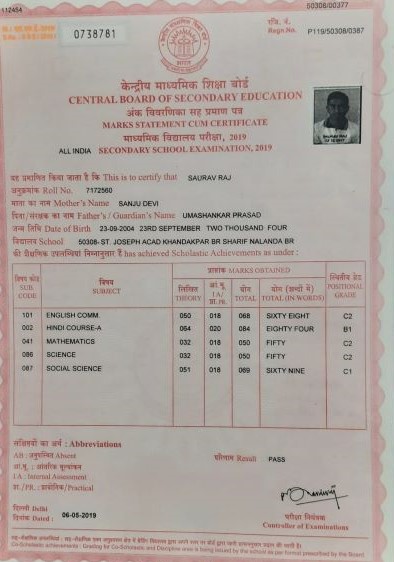 112454
50308/00377
0738781
पंजि. सं.
Regn.No. P119/50308/0387
भारत
केन्द्रीय माध्यमिक शिक्षा बोर्ड
CENTRAL BOARD OF SECONDARY EDUCATION
अंक विवरणिका सह प्रमाण पत्र
MARKS STATEMENT CUM CERTIFICATE
माध्यमिक विद्यालय परीक्षा, 2019
ALL INDIA SECONDARY SCHOOL EXAMINATION, 2019
यह प्रमाणित किया जाता है कि This is to certify that SAURAV RAJ
अनुक्रमांक Roll No. 7172560
माता का नाम Mother's Name SANJU DEVI
पिता/संरक्षक का नाम Father's / Guardian's Name UMASHANKAR PRASAD
जन्म तिथि Date of Birth 23-09-2004 23RD SEPTEMBER TWO THOUSAND FOUR
विद्यालय School 50308- ST. JOSEPH ACAD KHANDAKPAR BR SHARIF NALANDA BR
की शैक्षणिक उपलब्धियां निम्नानुसार हैं has achieved Scholastic Achievements as under :
विषय कोड SUB. CODE विषय SUBJECT प्राप्तांक MARKS OBTAINED स्थितीय ग्रेड POSITIONAL GRADE
लिखित THEORY आं.मू. / I A / प्रा. PR. योग TOTAL योग (शब्दों में) TOTAL (IN WORDS)
101 ENGLISH COMM. 050 018 068 SIXTY EIGHT C2
002 HINDI COURSE-A 064 020 084 EIGHTY FOUR B1
041 MATHEMATICS 032 018 050 FIFTY C2
086 SCIENCE 032 018 050 FIFTY C2
087 SOCIAL SCIENCE 051 018 069 SIXTY NINE C1
संक्षिप्तियों का अर्थ : Abbreviations
AB : अनुपस्थित Absent
आं.मू. : आंतरिक मूल्यांकन परिणाम Result PASS
I A : Internal Assessment
प्रा./PR. : प्रायोगिक/Practical
दिल्ली Delhi
दिनांक Dated : 06-05-2019
परीक्षा नियंत्रक
Controller of Examinations
Co-Scholastic achievements : Grading for Co-Scholastic and Discipline area is being issued by the school as per format prescribed by the Board